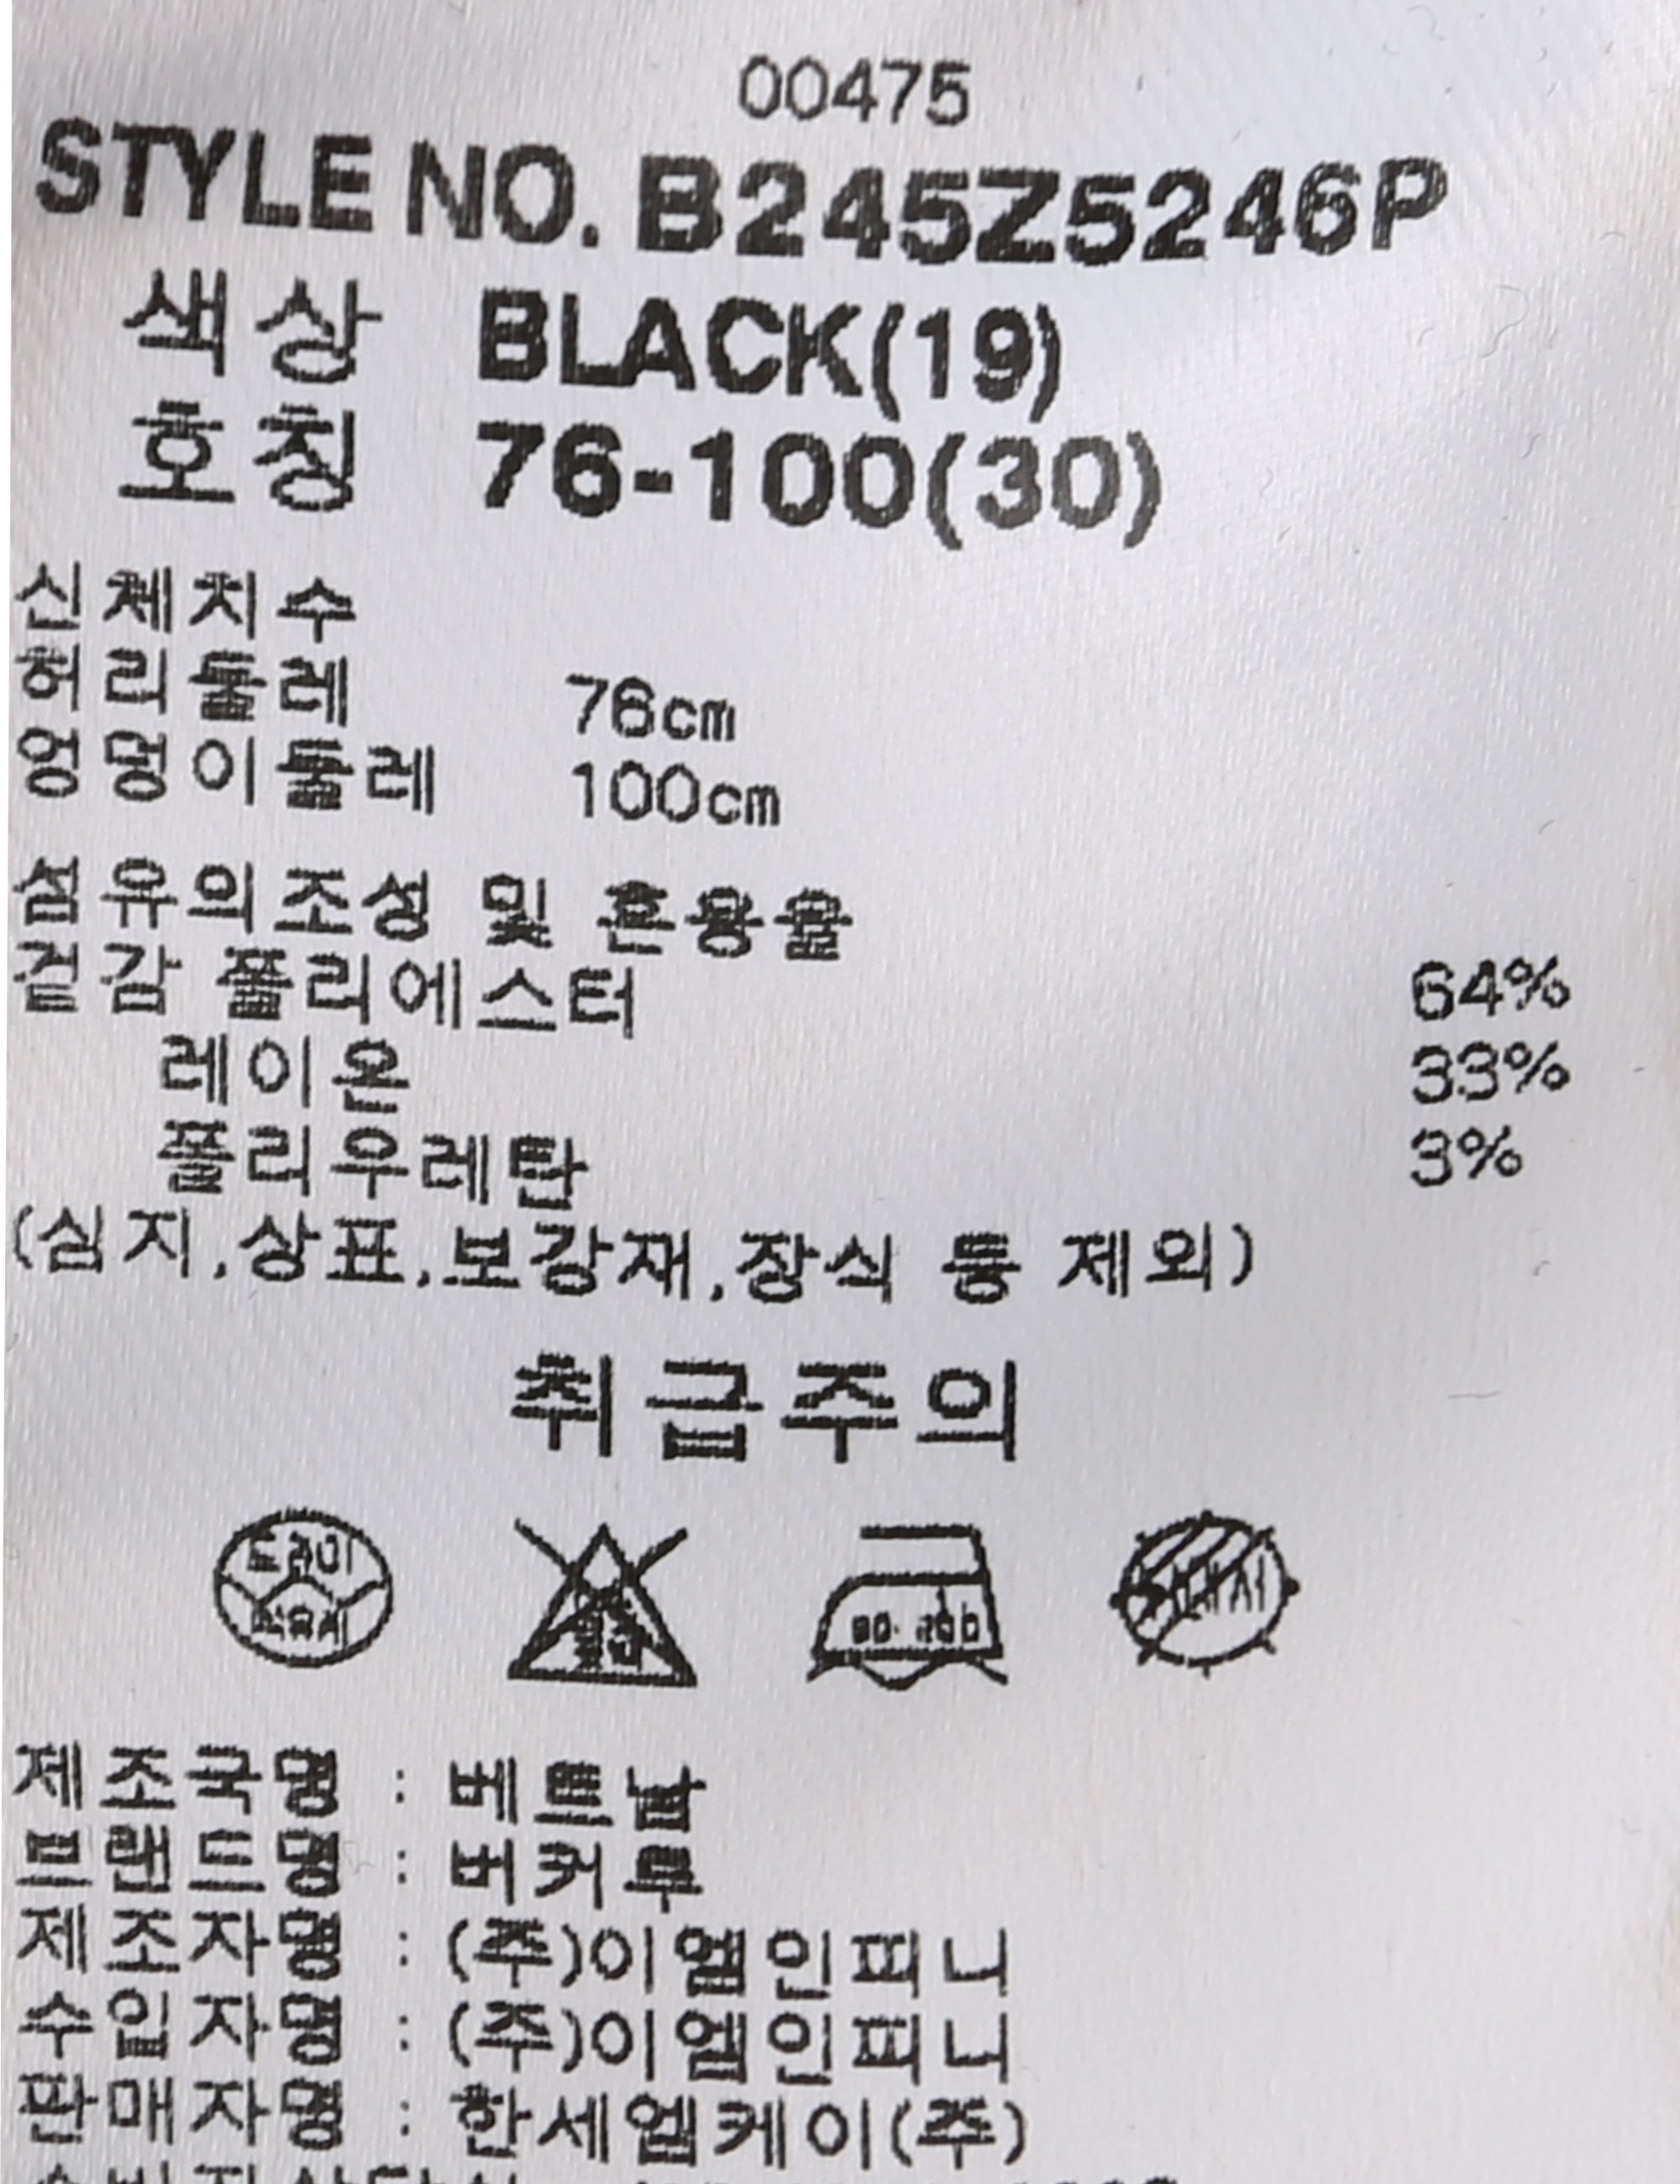 00475
STYLE NO. B245Z5246P
색상 BLACK(19)
호칭 76-100(30)
신체치수
허리둘레 76cm
엉덩이둘레 100cm
섬유의조성 및 혼용율
겉감 폴리에스터 64%
레이온 33%
폴리우레탄 3%
(심지,상표,보강재,장식 등 제외)
취급주의
드라이
제조국명 : 베트남
브랜드명 : 버커루
제조자명 : (주)이엠인피니
수입자명 : (주)이엠인피니
판매자명 : 한세엠케이(주)